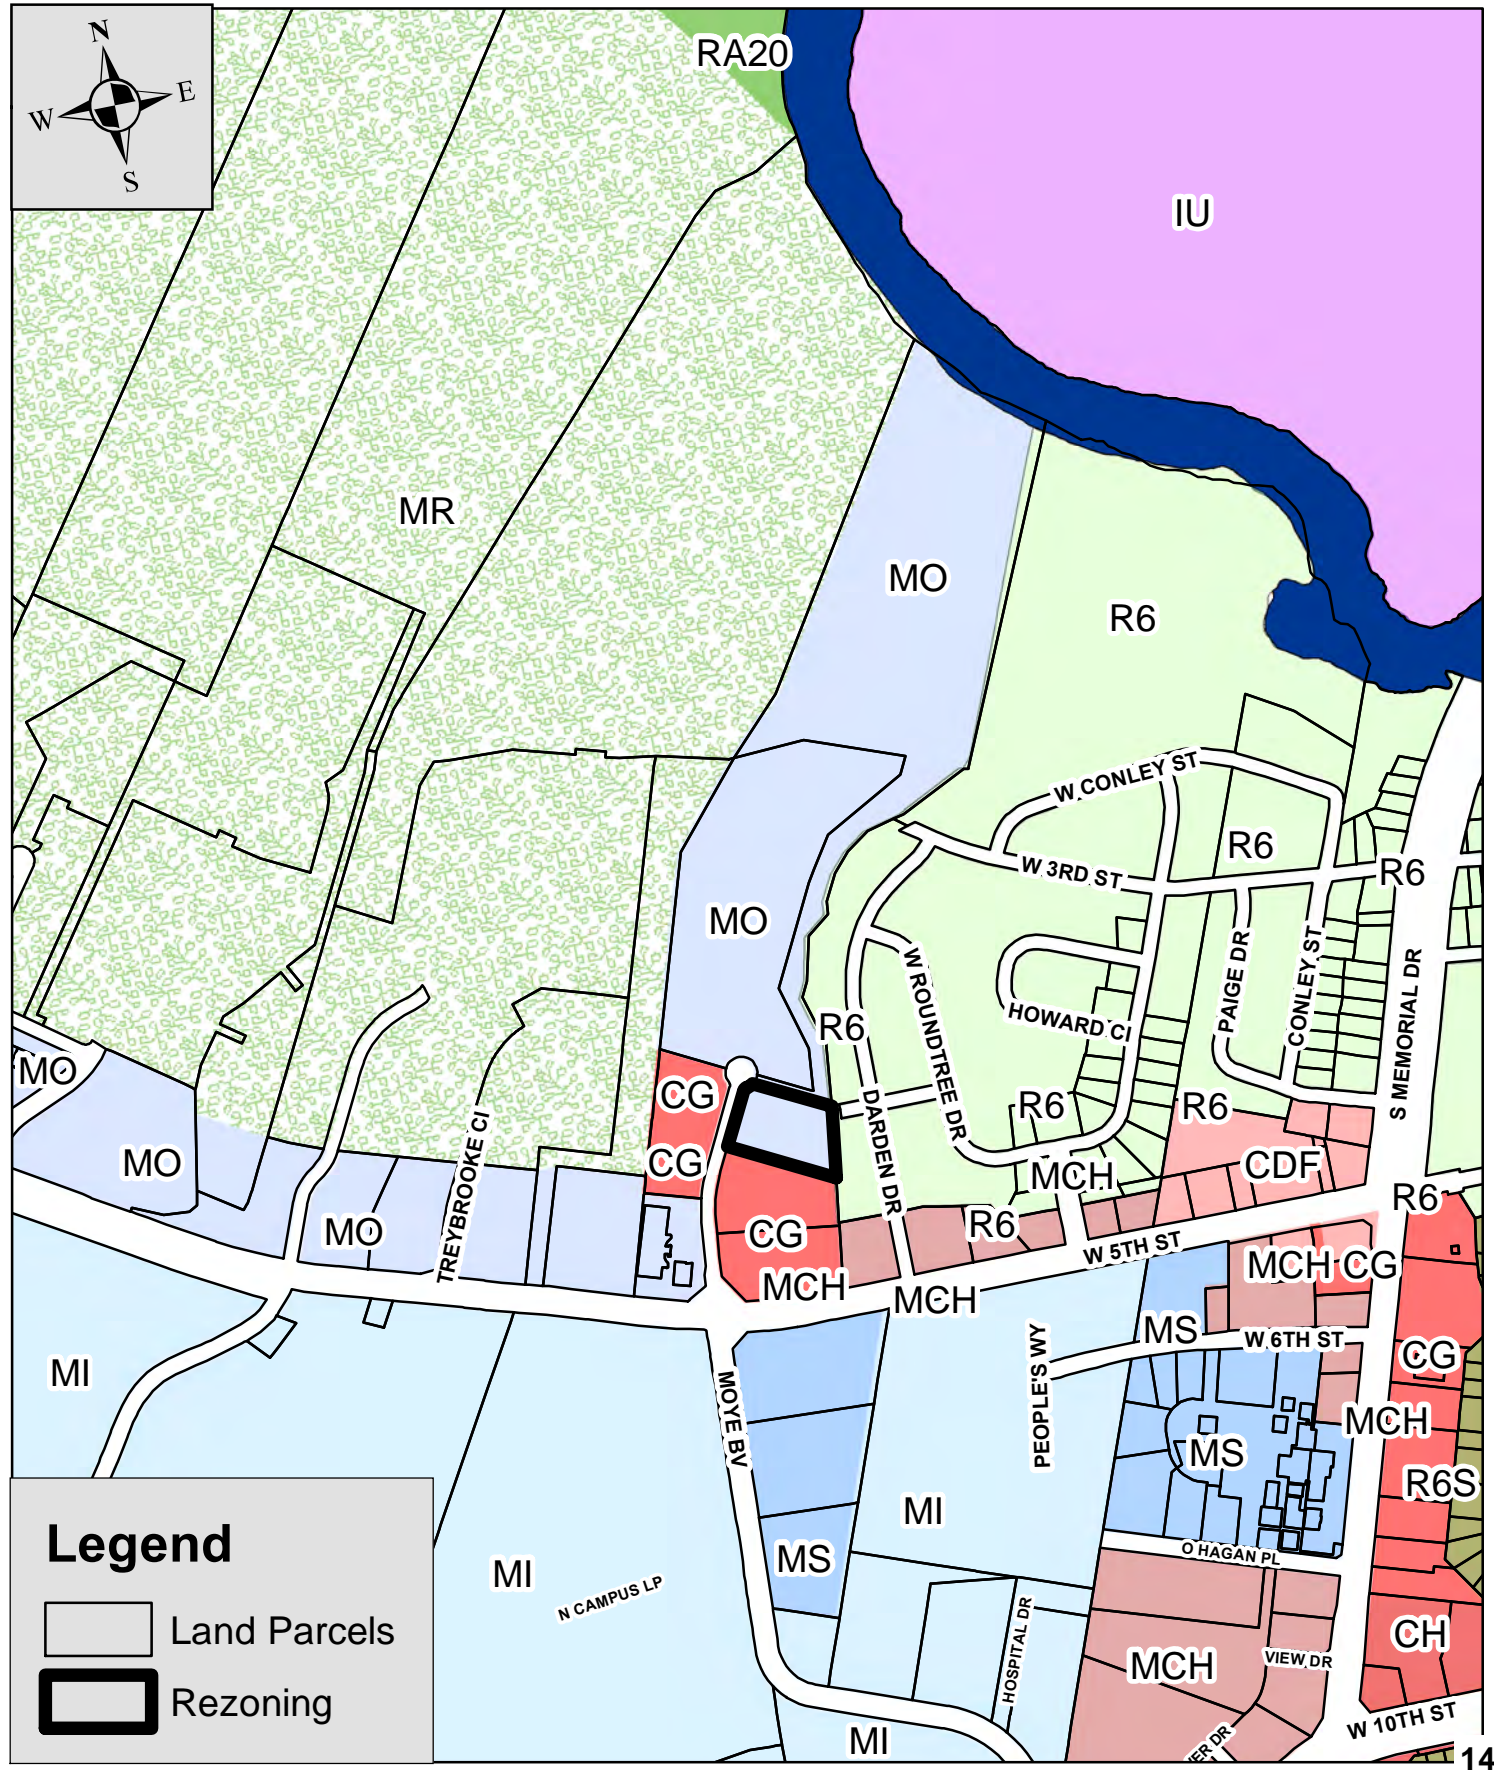 N
W
E
S
RA20
IU
MR
MO
R6
W CONLEY ST
R6
W 3RD ST
R6
MO
W ROUNDTREE DR
PAIGE DR
CONLEY ST
S MEMORIAL DR
R6
HOWARD CI
MO
CG
DARDEN DR
R6
R6
MO
CG
TREYBROOKE CI
MCH
CDF
R6
MO
CG
R6
W 5TH ST
MCH
MCH
MCH
CG
MS
W 6TH ST
CG
MI
MOYE BV
PEOPLE'S WY
MCH
MS
R6S
MI
MS
O HAGAN PL
MI
N CAMPUS LP
HOSPITAL DR
MCH
VIEW DR
CH
W 10TH ST
MI
ER DR
Legend
Land Parcels
Rezoning
14